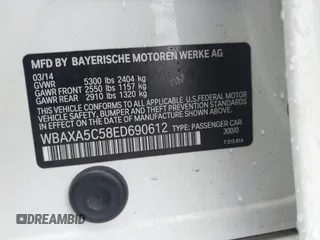 MFD BY BAYERISCHE MOTOREN WERKE AG
03/14
GVWR 5300 lbs 2404 kg
GAWR FRONT 2550 lbs 1157 kg
GAWR REAR 2910 lbs 1320 kg
THIS VEHICLE CONFORMS TO ALL APPLICABLE
FEDERAL MOTOR VEHICLE SAFETY, BUMPER AND
THEFT PREVENTION STANDARDS IN EFFECT ON
THE DATE OF MANUFACTURE SHOWN ABOVE.
WBAXA5C58ED690612 TYPE: PASSENGER CAR
300/0
DREAMBID